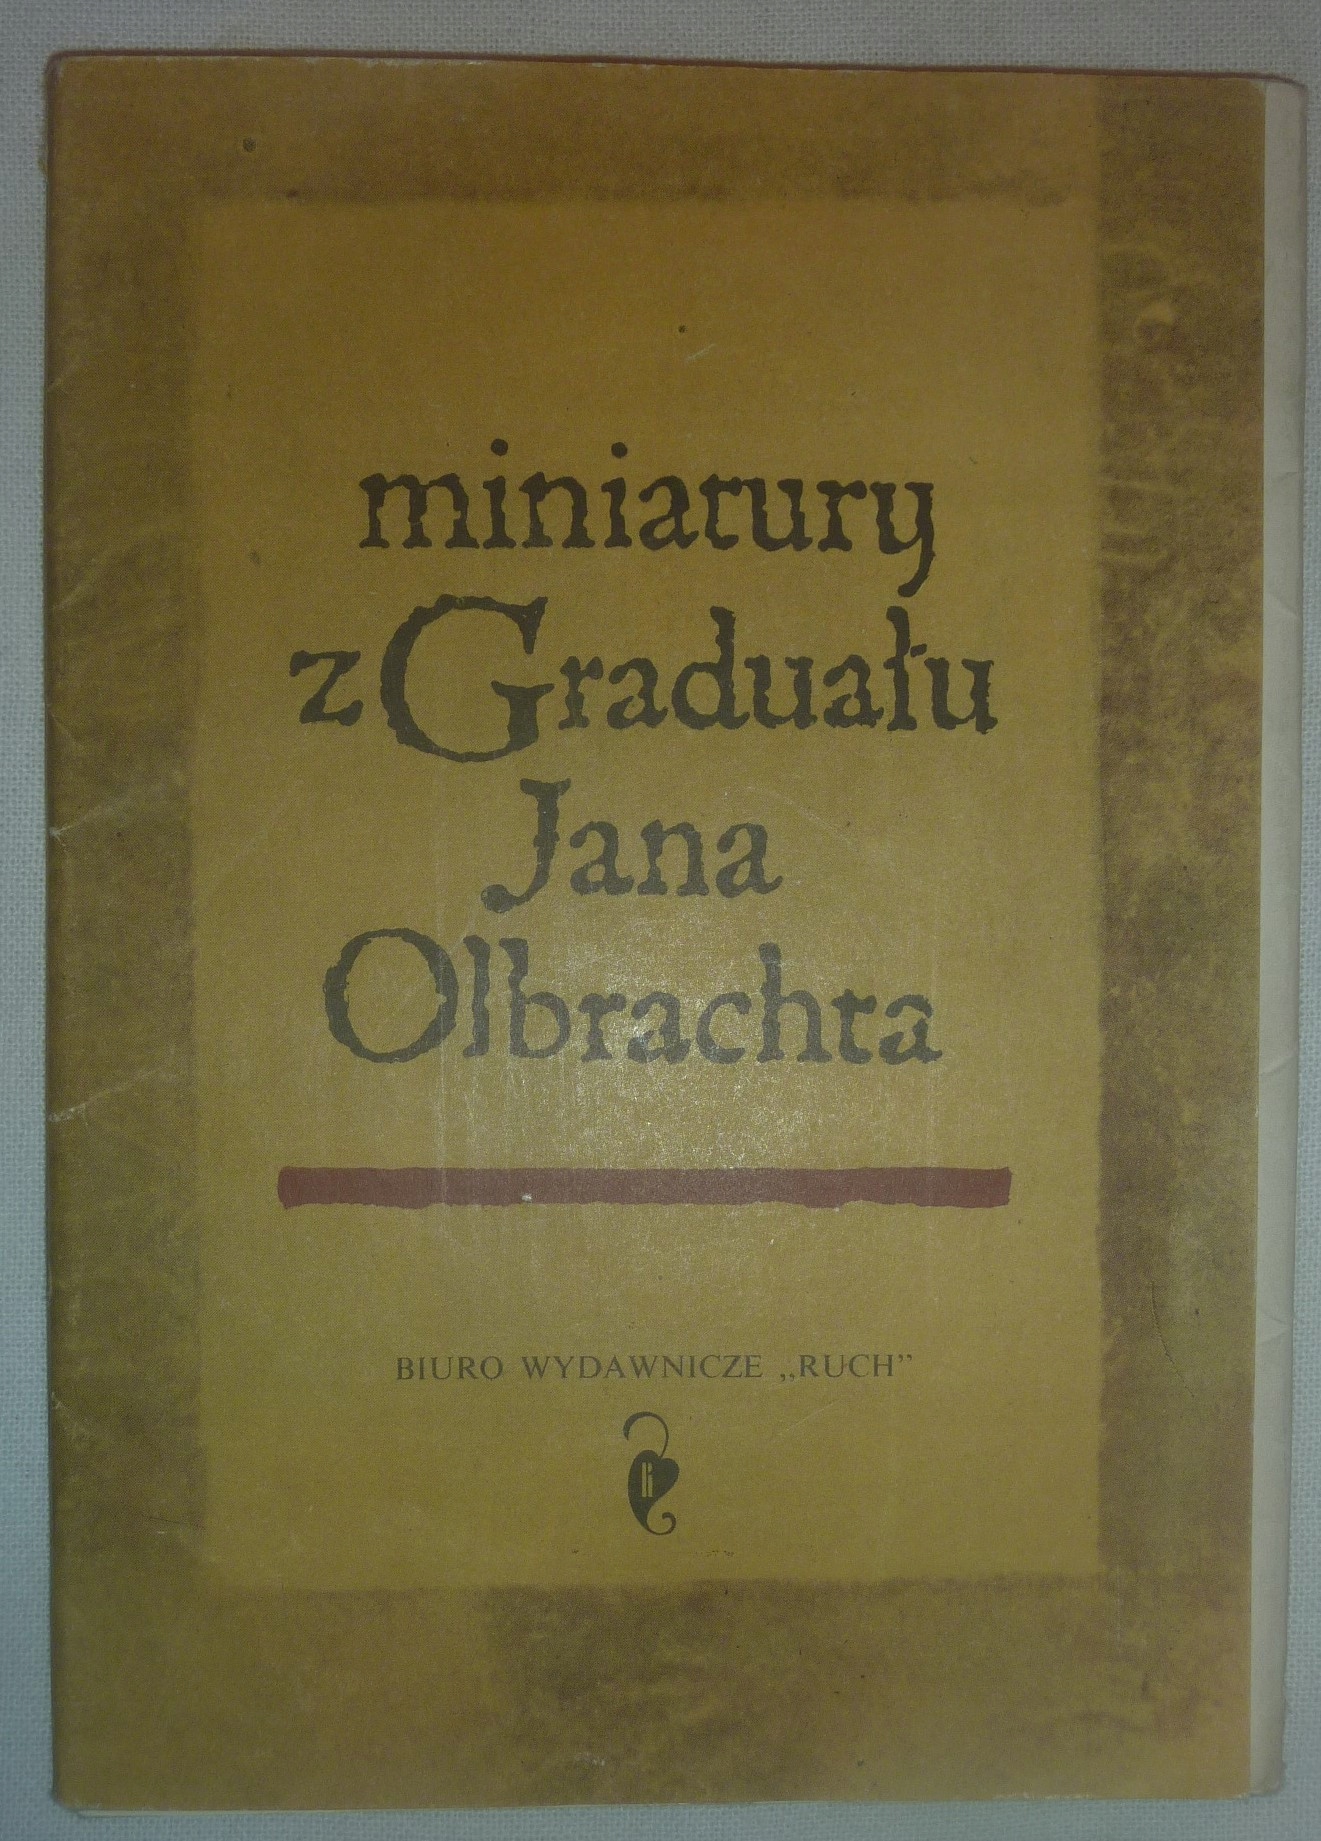 miniatury
z Graduału
Jana
Olbrachta
BIURO WYDAWNICZE „RUCH”